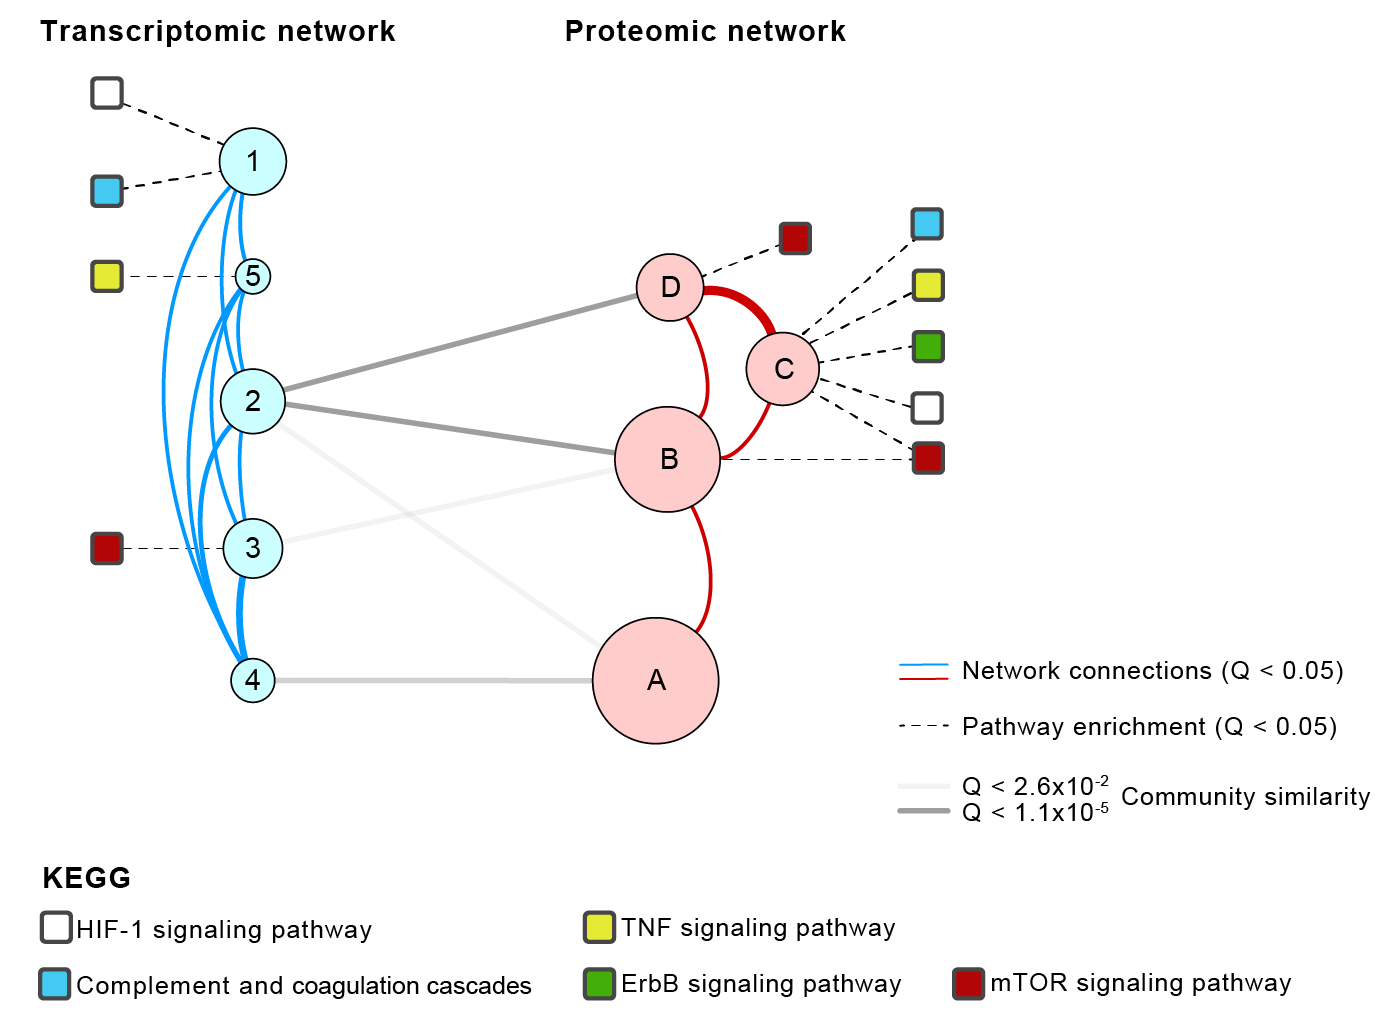 Transcriptomic network
Proteomic network
1
5
2
3
4
D
C
B
A
Network connections (Q < 0.05)
Pathway enrichment (Q < 0.05)
Q < 2.6x10⁻²
Q < 1.1x10⁻⁵
Community similarity
KEGG
HIF-1 signaling pathway
TNF signaling pathway
Complement and coagulation cascades
ErbB signaling pathway
mTOR signaling pathway